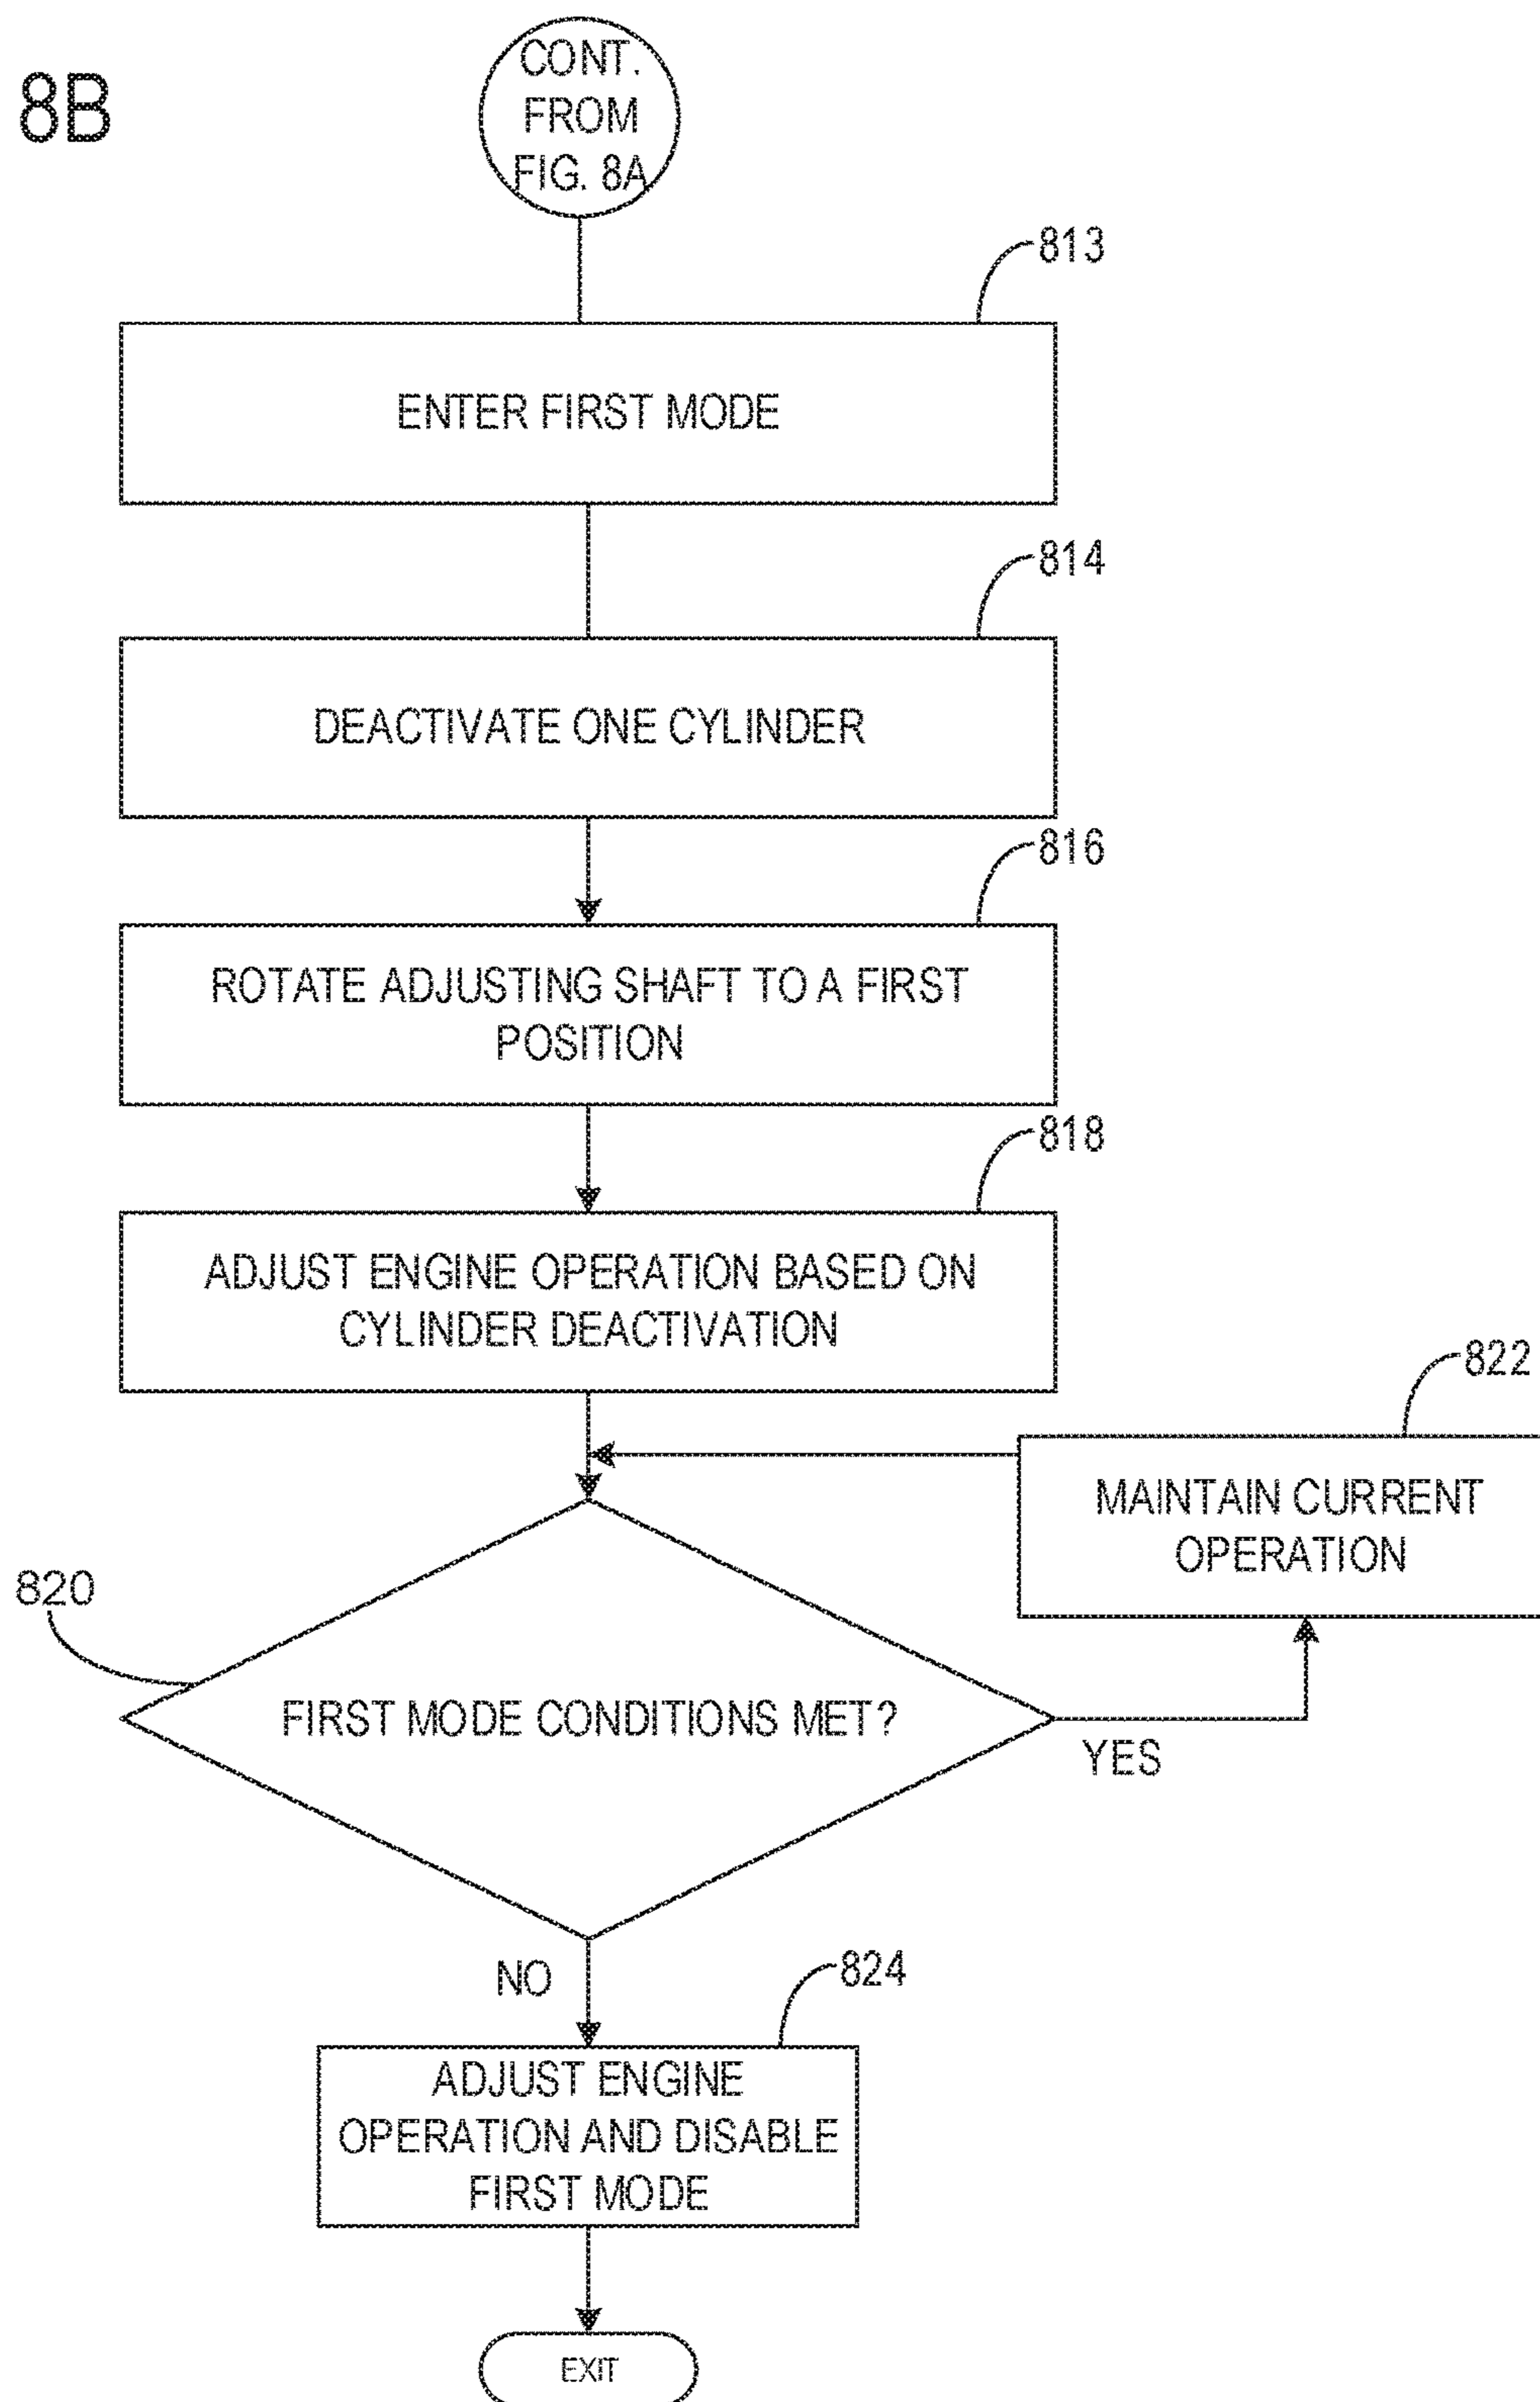 8B
CONT.
FROM
FIG. 8A
813
ENTER FIRST MODE
814
DEACTIVATE ONE CYLINDER
816
ROTATE ADJUSTING SHAFT TO A FIRST
POSITION
818
ADJUST ENGINE OPERATION BASED ON
CYLINDER DEACTIVATION
822
MAINTAIN CURRENT
OPERATION
820
FIRST MODE CONDITIONS MET?
YES
NO
824
ADJUST ENGINE
OPERATION AND DISABLE
FIRST MODE
EXIT